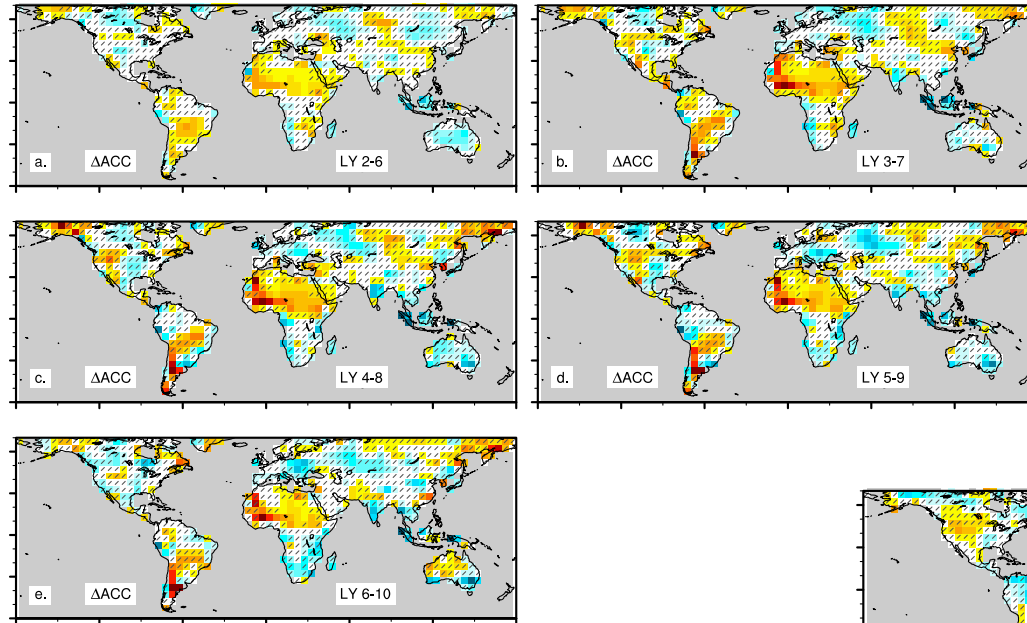 a. ΔACC LY 2-6
b. ΔACC LY 3-7
c. ΔACC LY 4-8
d. ΔACC LY 5-9
e. ΔACC LY 6-10